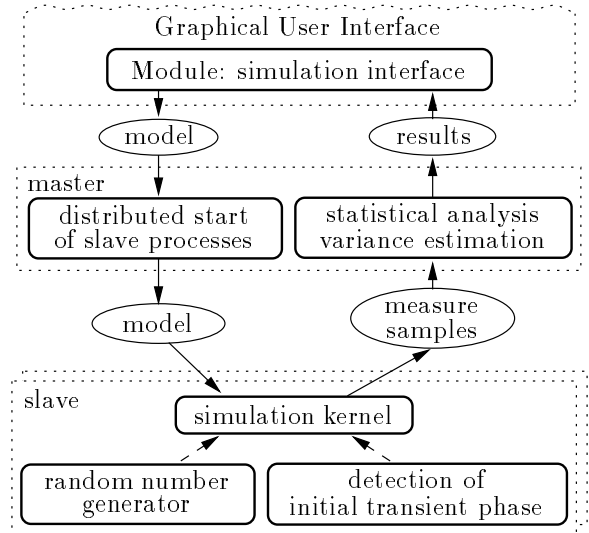 Graphical User Interface
Module: simulation interface
model
results
master
distributed start
of slave processes
statistical analysis
variance estimation
model
measure
samples
slave
simulation kernel
random number
generator
detection of
initial transient phase